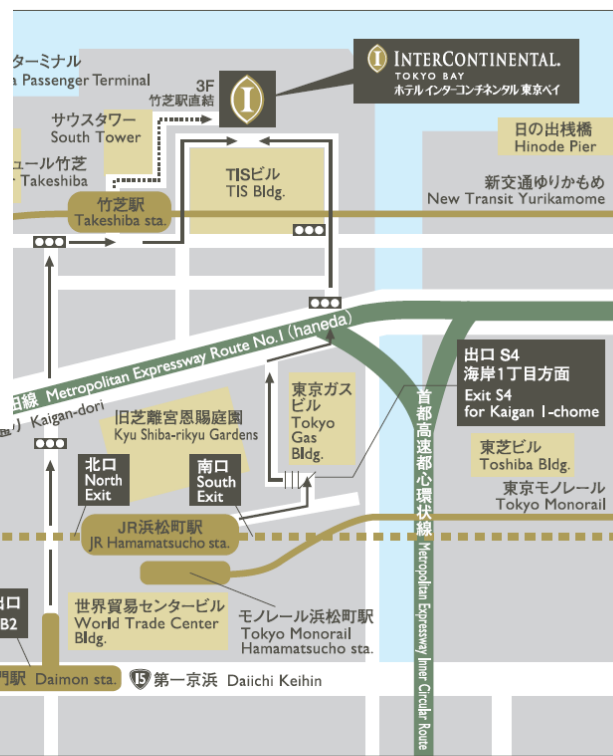 ターミナル
Passenger Terminal
3F
竹芝駅直結
INTERCONTINENTAL.
TOKYO BAY
ホテル インターコンチネンタル 東京ベイ
サウスタワー
South Tower
ュール竹芝
Takeshiba
TISビル
TIS Bldg.
日の出桟橋
Hinode Pier
新交通ゆりかもめ
New Transit Yurikamome
竹芝駅
Takeshiba sta.
田線 Metropolitan Expressway Route No.1 (haneda)
り Kaigan-dori
旧芝離宮恩賜庭園
Kyu Shiba-rikyu Gardens
東京ガス
ビル
Tokyo
Gas
Bldg.
出口 S4
海岸1丁目方面
Exit S4
for Kaigan 1-chome
首都高速都心環状線 Metropolitan Expressway Inner Circular Route
東芝ビル
Toshiba Bldg.
東京モノレール
Tokyo Monorail
北口
North
Exit
南口
South
Exit
JR浜松町駅
JR Hamamatsucho sta.
世界貿易センタービル
World Trade Center
Bldg.
モノレール浜松町駅
Tokyo Monorail
Hamamatsucho sta.
出口
B2
門駅 Daimon sta.
15 第一京浜 Daiichi Keihin